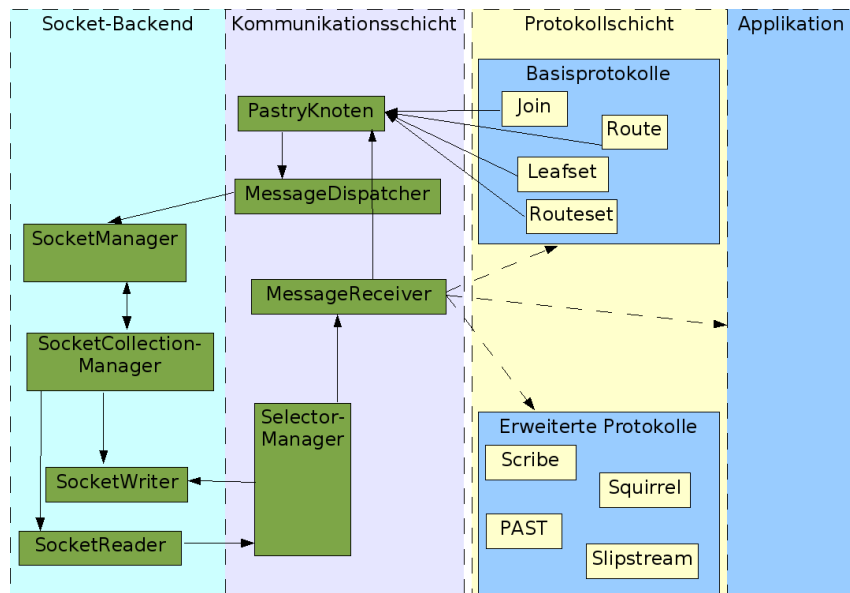 Socket-Backend
Kommunikationsschicht
Protokollschicht
Applikation
Basisprotokolle
PastryKnoten
Join
Route
Leafset
MessageDispatcher
Routeset
SocketManager
MessageReceiver
SocketCollection-
Manager
Selector-
Manager
Erweiterte Protokolle
Scribe
SocketWriter
Squirrel
PAST
SocketReader
Slipstream